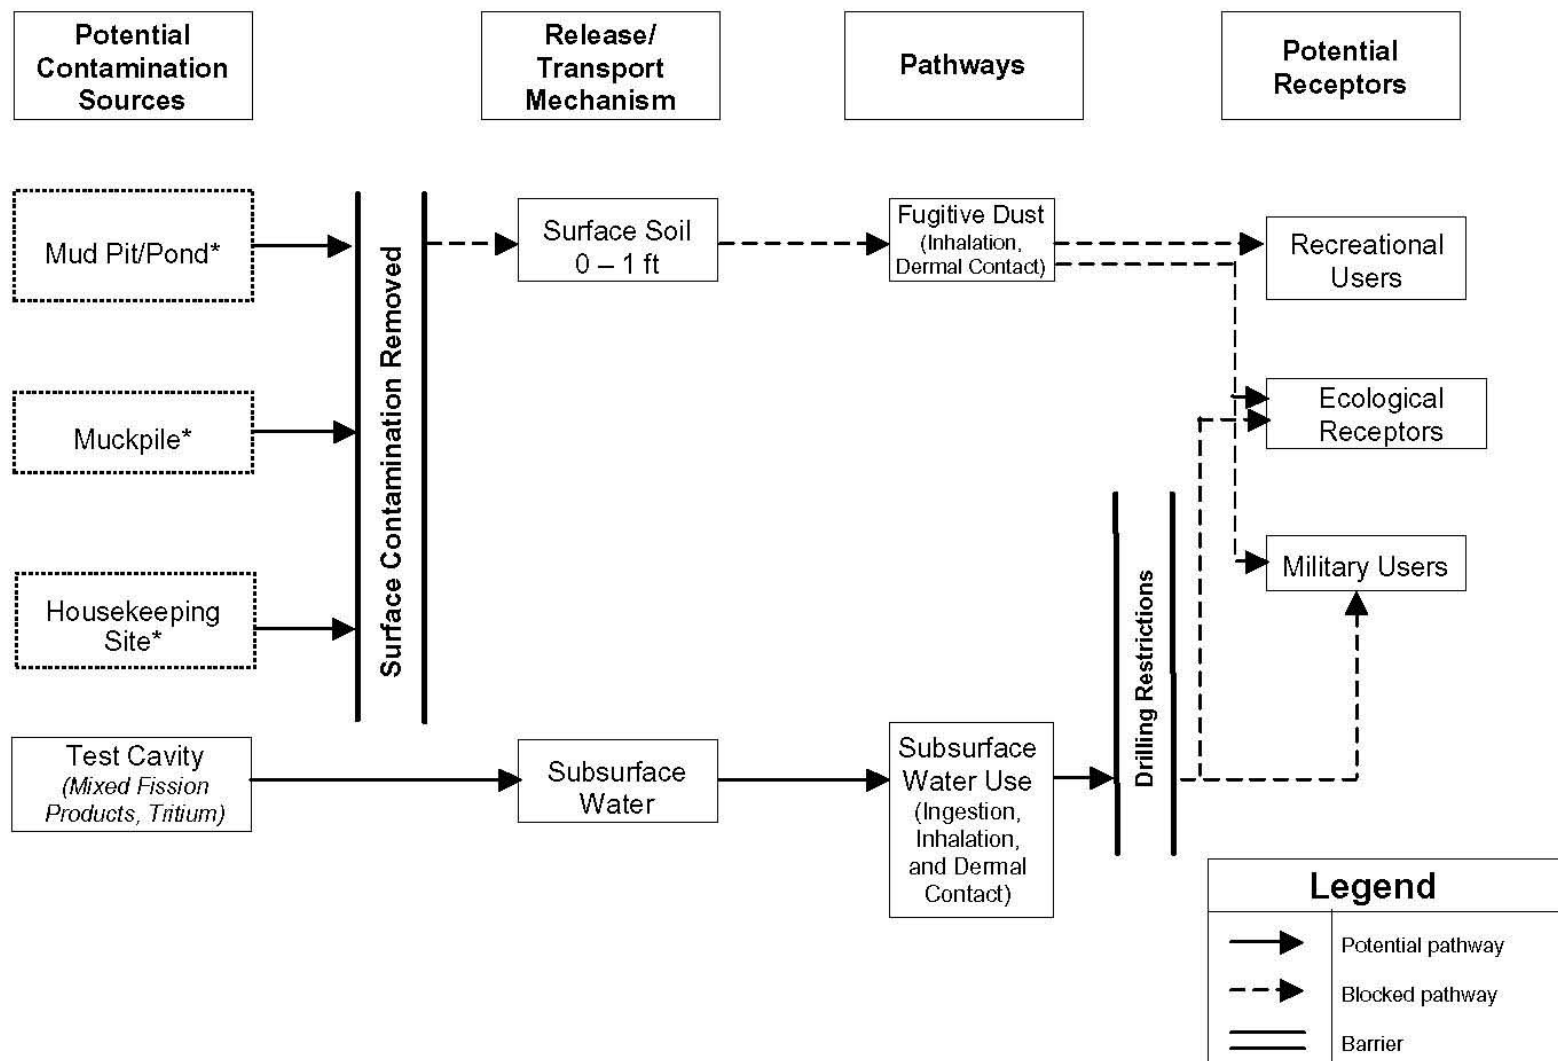 Potential
Contamination
Sources
Release/
Transport
Mechanism
Pathways
Potential
Receptors
Mud Pit/Pond*
Muckpile*
Housekeeping
Site*
Test Cavity
(Mixed Fission
Products, Tritium)
Surface Contamination Removed
Surface Soil
0 – 1 ft
Subsurface
Water
Fugitive Dust
(Inhalation,
Dermal Contact)
Subsurface
Water Use
(Ingestion,
Inhalation,
and Dermal
Contact)
Drilling Restrictions
Recreational
Users
Ecological
Receptors
Military Users
Legend
Potential pathway
Blocked pathway
Barrier